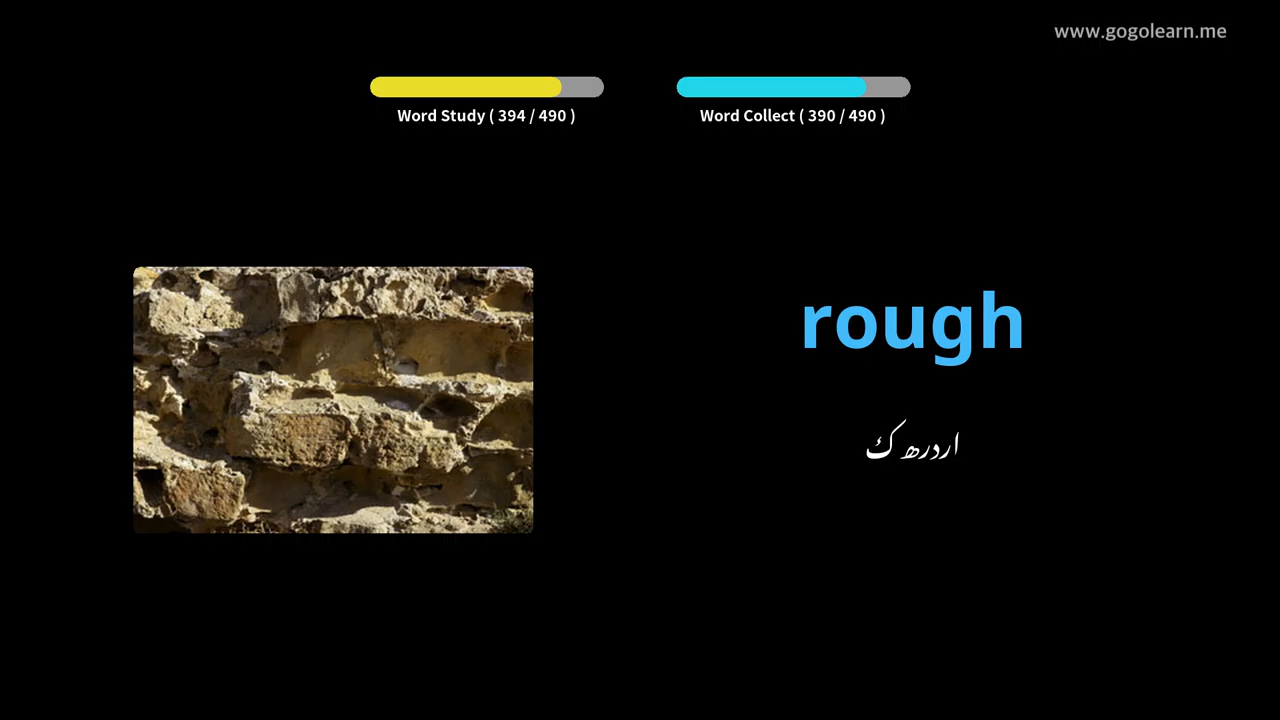 www.gogolearn.me
Word Study ( 394 / 490 )
Word Collect ( 390 / 490 )
rough
اردرھ ک